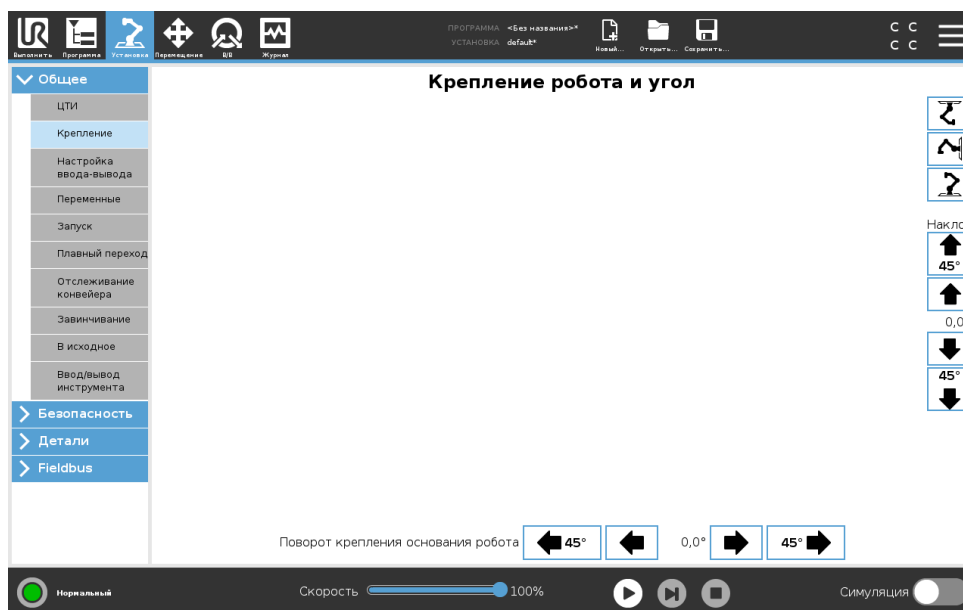 ПРОГРАММА <Без названия>*
УСТАНОВКА default*
Выполнить Программа Установка Перемещение В/В Журнал
Новый... Открыть... Сохранить...
C C
C C
Общее
Крепление робота и угол
ЦТИ
Крепление
Настройка
ввода-вывода
Переменные
Запуск
Плавный переход
Отслеживание
конвейера
Завинчивание
В исходное
Ввод/вывод
инструмента
Безопасность
Детали
Fieldbus
Накло
45°
0,0
45°
Поворот крепления основания робота 45° 0,0° 45°
Нормальный
Скорость 100%
Симуляция